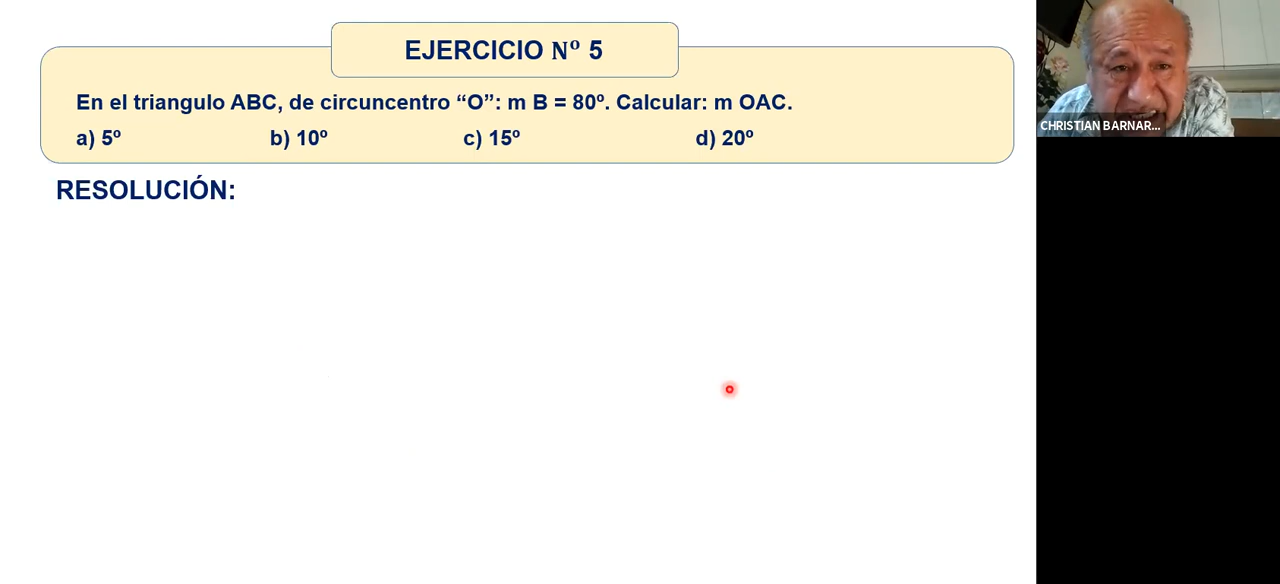 EJERCICIO Nº 5
En el triangulo ABC, de circuncentro “O”: m B = 80º. Calcular: m OAC.
a) 5º b) 10º c) 15º d) 20º
RESOLUCIÓN:
CHRISTIAN BARNAR...